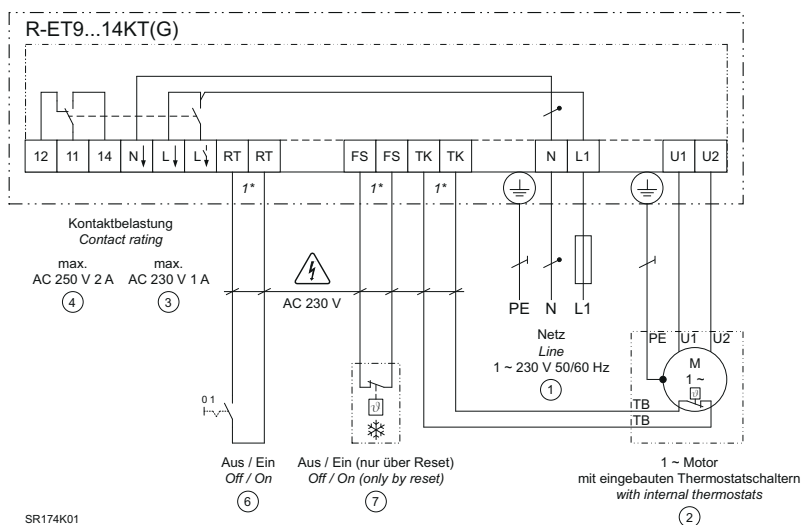 R-ET9...14KT(G)
12 11 14 N L L RT RT FS FS TK TK N L1 U1 U2
1* 1* 1*
Kontaktbelastung
Contact rating
max. max.
AC 250 V 2 A AC 230 V 1 A
4 3
AC 230 V
PE N L1
Netz
Line
1 ~ 230 V 50/60 Hz
1
PE U1 U2
M
1 ~
ϑ
TB
TB
0 1
ϑ
Aus / Ein
Off / On
6
Aus / Ein (nur über Reset)
Off / On (only by reset)
7
1 ~ Motor
mit eingebauten Thermostatschaltern
with internal thermostats
2
SR174K01